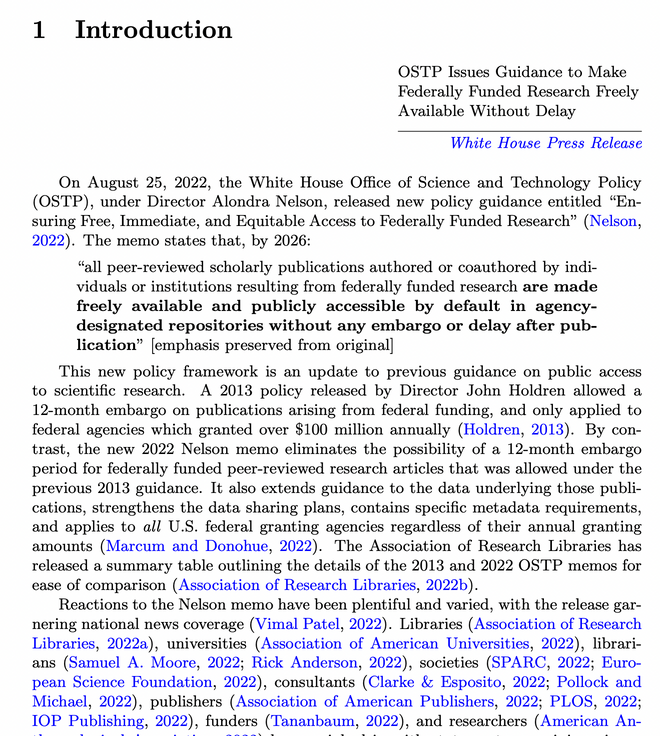 1 Introduction
OSTP Issues Guidance to Make
Federally Funded Research Freely
Available Without Delay
White House Press Release
On August 25, 2022, the White House Office of Science and Technology Policy
(OSTP), under Director Alondra Nelson, released new policy guidance entitled “En-
suring Free, Immediate, and Equitable Access to Federally Funded Research” (Nelson,
2022). The memo states that, by 2026:
“all peer-reviewed scholarly publications authored or coauthored by indi-
viduals or institutions resulting from federally funded research are made
freely available and publicly accessible by default in agency-
designated repositories without any embargo or delay after pub-
lication” [emphasis preserved from original]
This new policy framework is an update to previous guidance on public access
to scientific research. A 2013 policy released by Director John Holdren allowed a
12-month embargo on publications arising from federal funding, and only applied to
federal agencies which granted over $100 million annually (Holdren, 2013). By con-
trast, the new 2022 Nelson memo eliminates the possibility of a 12-month embargo
period for federally funded peer-reviewed research articles that was allowed under the
previous 2013 guidance. It also extends guidance to the data underlying those publi-
cations, strengthens the data sharing plans, contains specific metadata requirements,
and applies to all U.S. federal granting agencies regardless of their annual granting
amounts (Marcum and Donohue, 2022). The Association of Research Libraries has
released a summary table outlining the details of the 2013 and 2022 OSTP memos for
ease of comparison (Association of Research Libraries, 2022b).
Reactions to the Nelson memo have been plentiful and varied, with the release gar-
nering national news coverage (Vimal Patel, 2022). Libraries (Association of Research
Libraries, 2022a), universities (Association of American Universities, 2022), librari-
ans (Samuel A. Moore, 2022; Rick Anderson, 2022), societies (SPARC, 2022; Euro-
pean Science Foundation, 2022), consultants (Clarke & Esposito, 2022; Pollock and
Michael, 2022), publishers (Association of American Publishers, 2022; PLOS, 2022;
IOP Publishing, 2022), funders (Tananbaum, 2022), and researchers (American An-